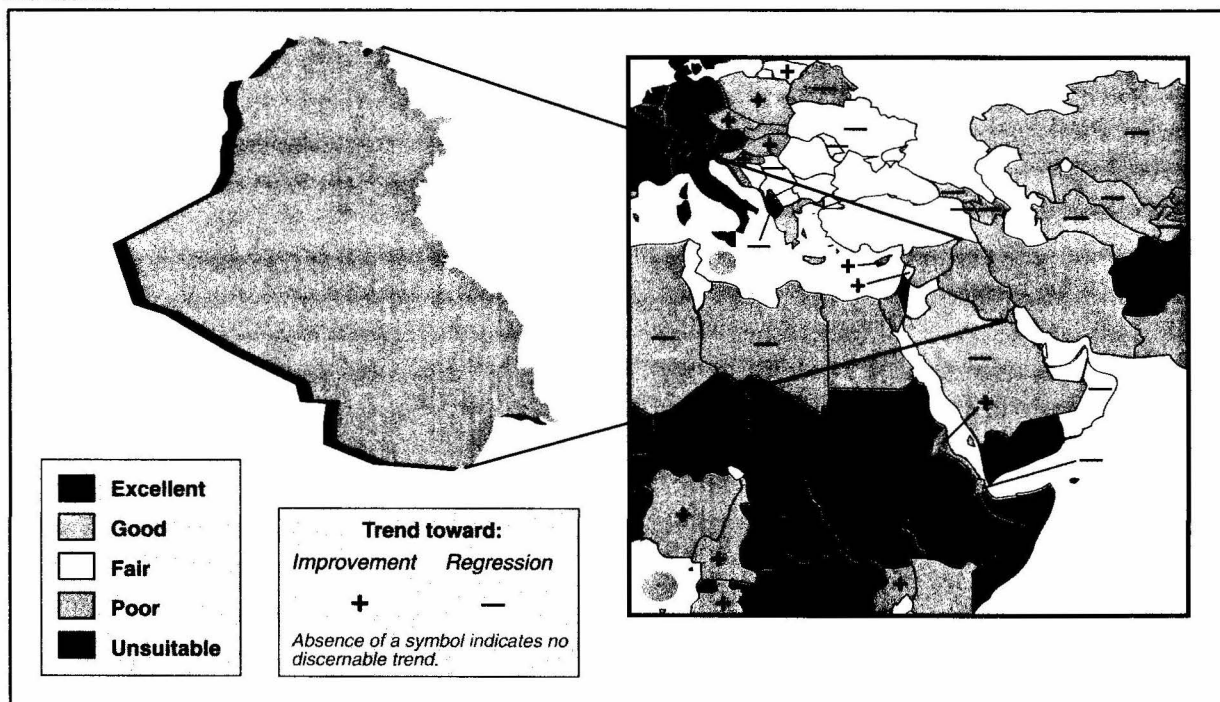 Excellent
Good
Fair
Poor
Unsuitable
Trend toward:
Improvement Regression
+ —
Absence of a symbol indicates no
discernable trend.